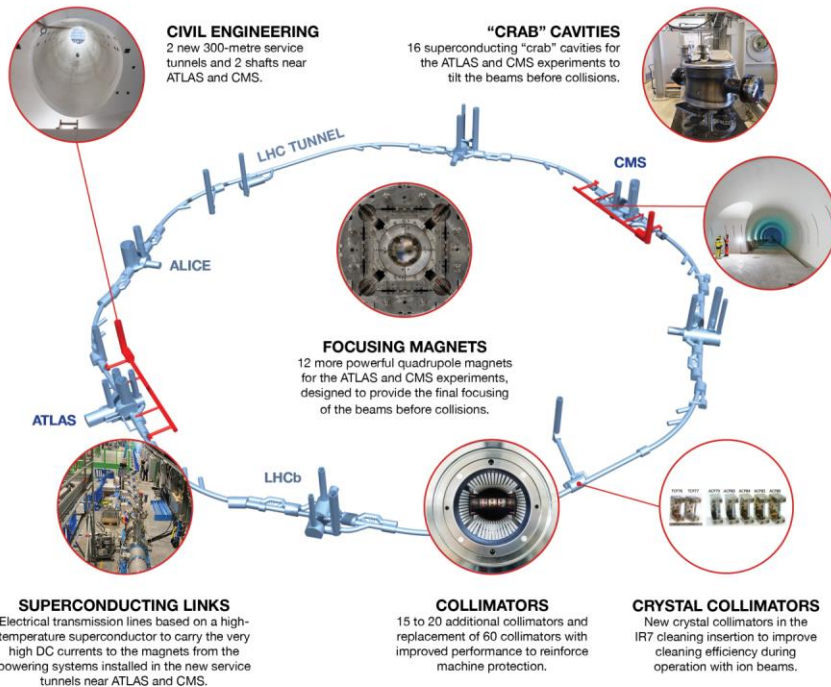 CIVIL ENGINEERING
2 new 300-metre service
tunnels and 2 shafts near
ATLAS and CMS.
“CRAB” CAVITIES
16 superconducting “crab” cavities for
the ATLAS and CMS experiments to
tilt the beams before collisions.
LHC TUNNEL
CMS
ALICE
FOCUSING MAGNETS
12 more powerful quadrupole magnets
for the ATLAS and CMS experiments,
designed to provide the final focusing
of the beams before collisions.
ATLAS
LHCb
SUPERCONDUCTING LINKS
Electrical transmission lines based on a high-
temperature superconductor to carry the very
high DC currents to the magnets from the
powering systems installed in the new service
tunnels near ATLAS and CMS.
COLLIMATORS
15 to 20 additional collimators and
replacement of 60 collimators with
improved performance to reinforce
machine protection.
CRYSTAL COLLIMATORS
New crystal collimators in the
IR7 cleaning insertion to improve
cleaning efficiency during
operation with ion beams.